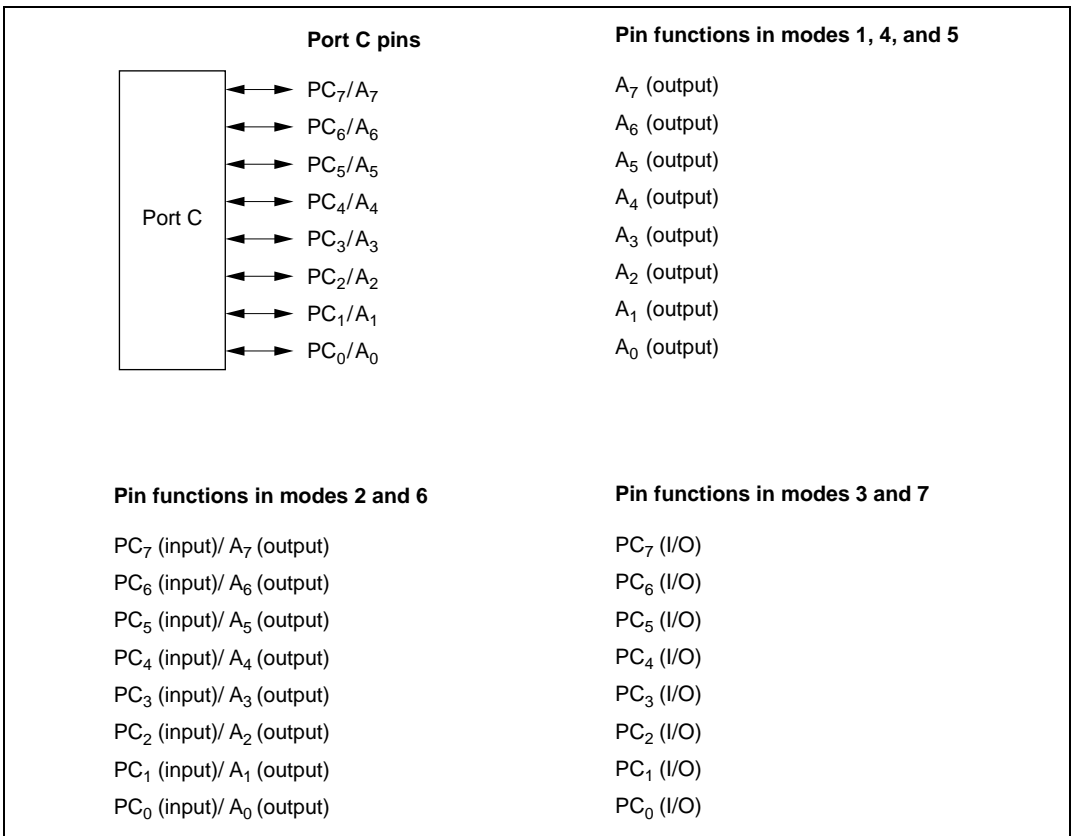 Port C pins
Port C
PC7/A7
PC6/A6
PC5/A5
PC4/A4
PC3/A3
PC2/A2
PC1/A1
PC0/A0
Pin functions in modes 1, 4, and 5
A7 (output)
A6 (output)
A5 (output)
A4 (output)
A3 (output)
A2 (output)
A1 (output)
A0 (output)
Pin functions in modes 2 and 6
PC7 (input)/ A7 (output)
PC6 (input)/ A6 (output)
PC5 (input)/ A5 (output)
PC4 (input)/ A4 (output)
PC3 (input)/ A3 (output)
PC2 (input)/ A2 (output)
PC1 (input)/ A1 (output)
PC0 (input)/ A0 (output)
Pin functions in modes 3 and 7
PC7 (I/O)
PC6 (I/O)
PC5 (I/O)
PC4 (I/O)
PC3 (I/O)
PC2 (I/O)
PC1 (I/O)
PC0 (I/O)